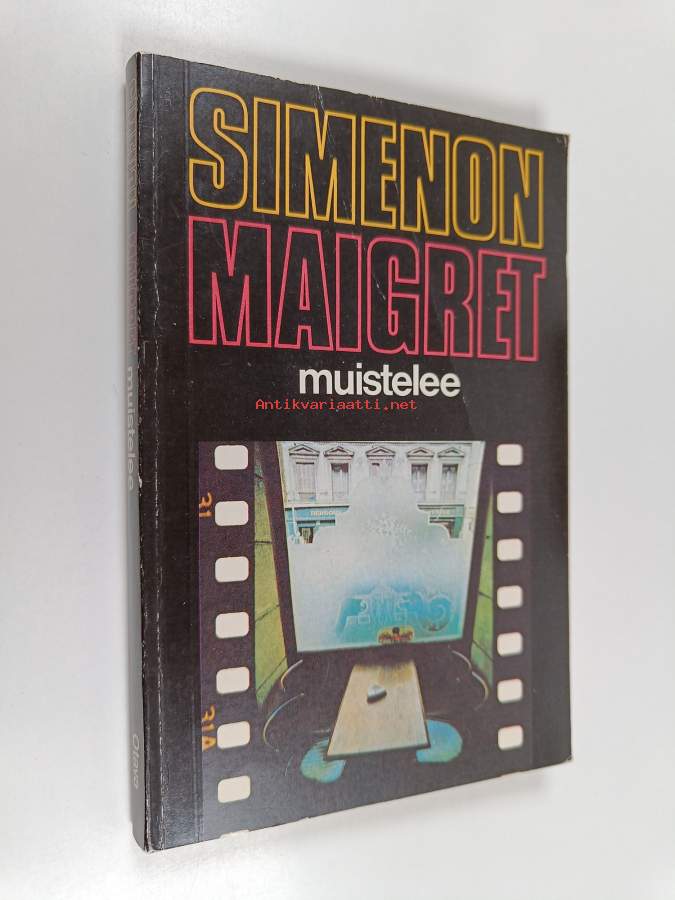 SIMENON
MAIGRET
muistelee
Antikvariaatti.net
31
31A
muistelee
Otava